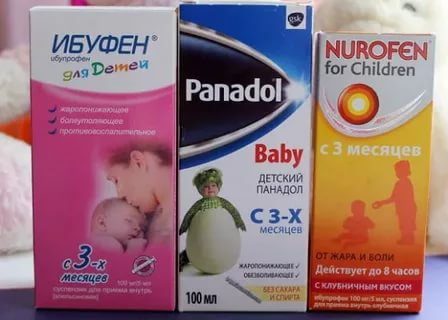 ИБУФЕН®
ибупрофен
для Детей
жаропонижающее
болеутоляющее
противовоспалительное
с 3-х
месяцев
100 мг/5 мл
суспензия для приема внутрь
(апельсиновая)
gsk
Panadol
Baby
ДЕТСКИЙ
ПАНАДОЛ
С 3-Х
месяцев
ЖАРОПОНИЖАЮЩЕЕ
ОБЕЗБОЛИВАЮЩЕЕ
БЕЗ САХАРА
И СПИРТА
100 мл
NUROFEN
for Children
с 3 месяцев
ОТ ЖАРА И БОЛИ
Действует до 8 часов
С КЛУБНИЧНЫМ ВКУСОМ
ибупрофен 100 мг/5 мл, суспензия
для приема внутрь клубничная